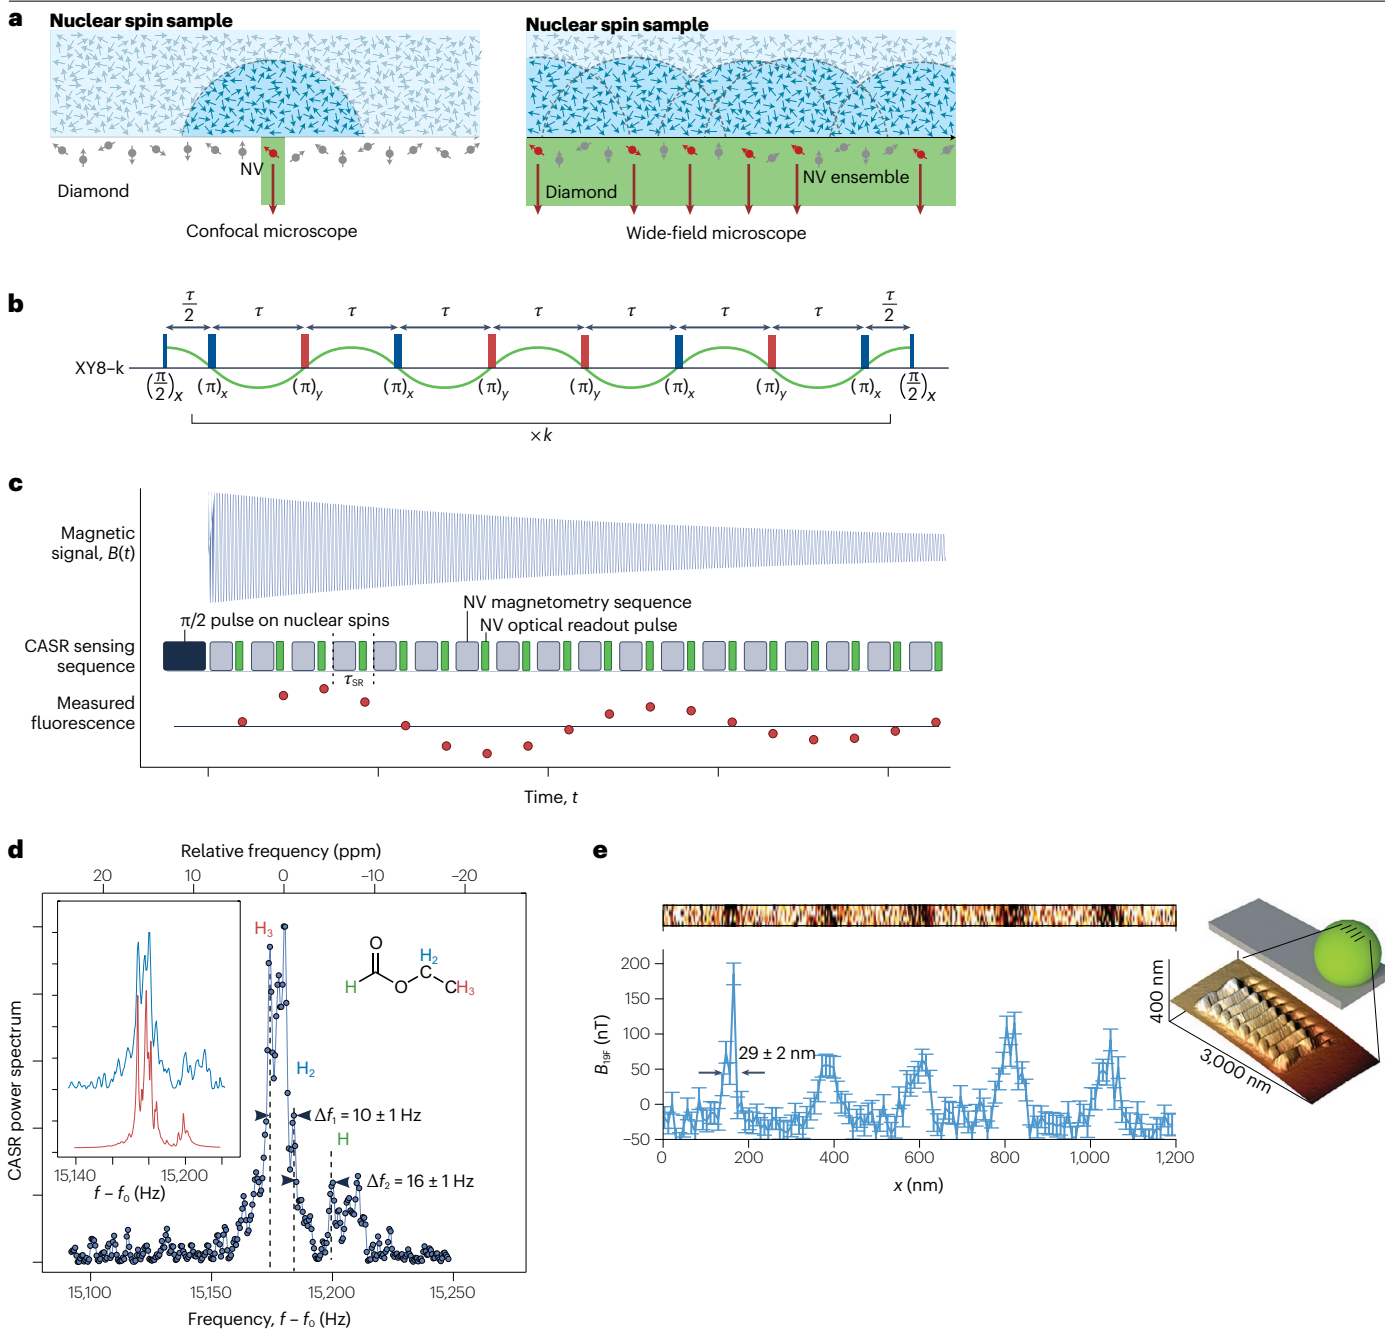 a
Nuclear spin sample
NV
Diamond
Confocal microscope
Nuclear spin sample
NV ensemble
Diamond
Wide-field microscope
b
τ/2 τ τ τ τ τ τ τ τ/2
XY8–k
(π/2)x (π)x (π)y (π)x (π)y (π)y (π)x (π)y (π)x (π/2)x
×k
c
Magnetic
signal, B(t)
NV magnetometry sequence
π/2 pulse on nuclear spins
NV optical readout pulse
CASR sensing
sequence
τSR
Measured
fluorescence
Time, t
d
Relative frequency (ppm)
20 10 0 –10 –20
CASR power spectrum
H3
O
H2
H
O
CH3
H2
Δf1 = 10 ± 1 Hz
H
Δf2 = 16 ± 1 Hz
15,140 15,200
f – f0 (Hz)
15,100 15,150 15,200 15,250
Frequency, f – f0 (Hz)
e
B19F (nT)
200
150
100
50
0
–50
29 ± 2 nm
0 200 400 600 800 1,000 1,200
x (nm)
400 nm
3,000 nm